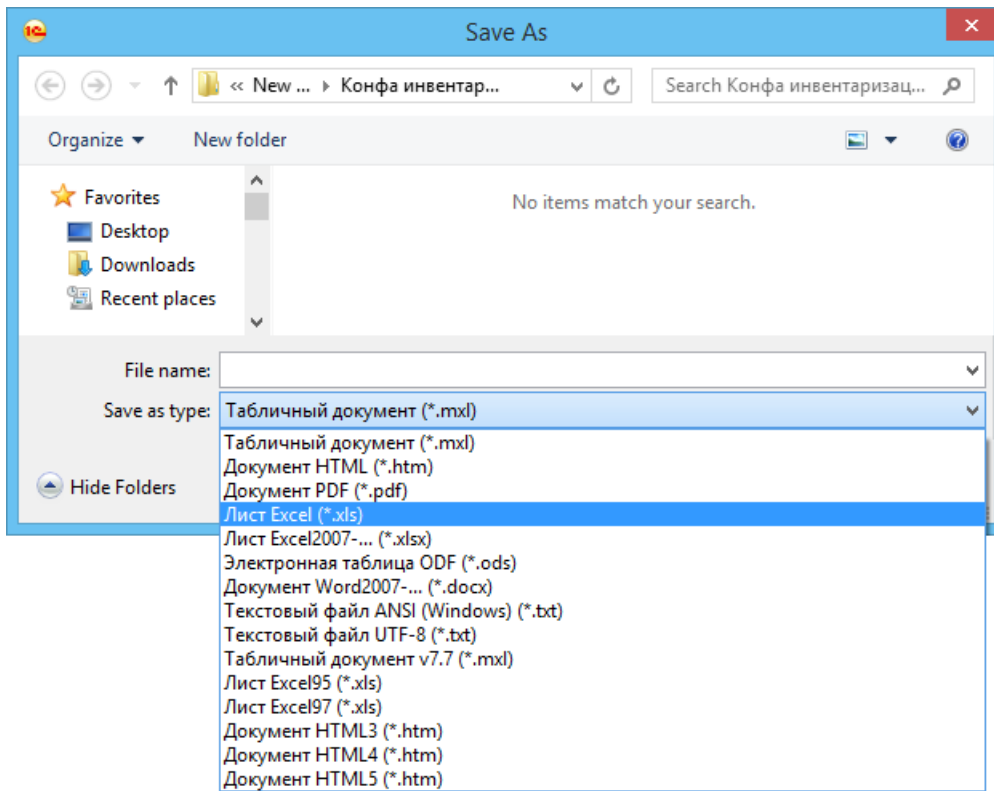 1С
Save As
« New ... Конфа инвентар...
Search Конфа инвентаризац...
Organize
New folder
Favorites
Desktop
Downloads
Recent places
No items match your search.
File name:
Save as type: Табличный документ (*.mxl)
Табличный документ (*.mxl)
Документ HTML (*.htm)
Документ PDF (*.pdf)
Лист Excel (*.xls)
Лист Excel2007-... (*.xlsx)
Электронная таблица ODF (*.ods)
Документ Word2007-... (*.docx)
Текстовый файл ANSI (Windows) (*.txt)
Текстовый файл UTF-8 (*.txt)
Табличный документ v7.7 (*.mxl)
Лист Excel95 (*.xls)
Лист Excel97 (*.xls)
Документ HTML3 (*.htm)
Документ HTML4 (*.htm)
Документ HTML5 (*.htm)
Hide Folders